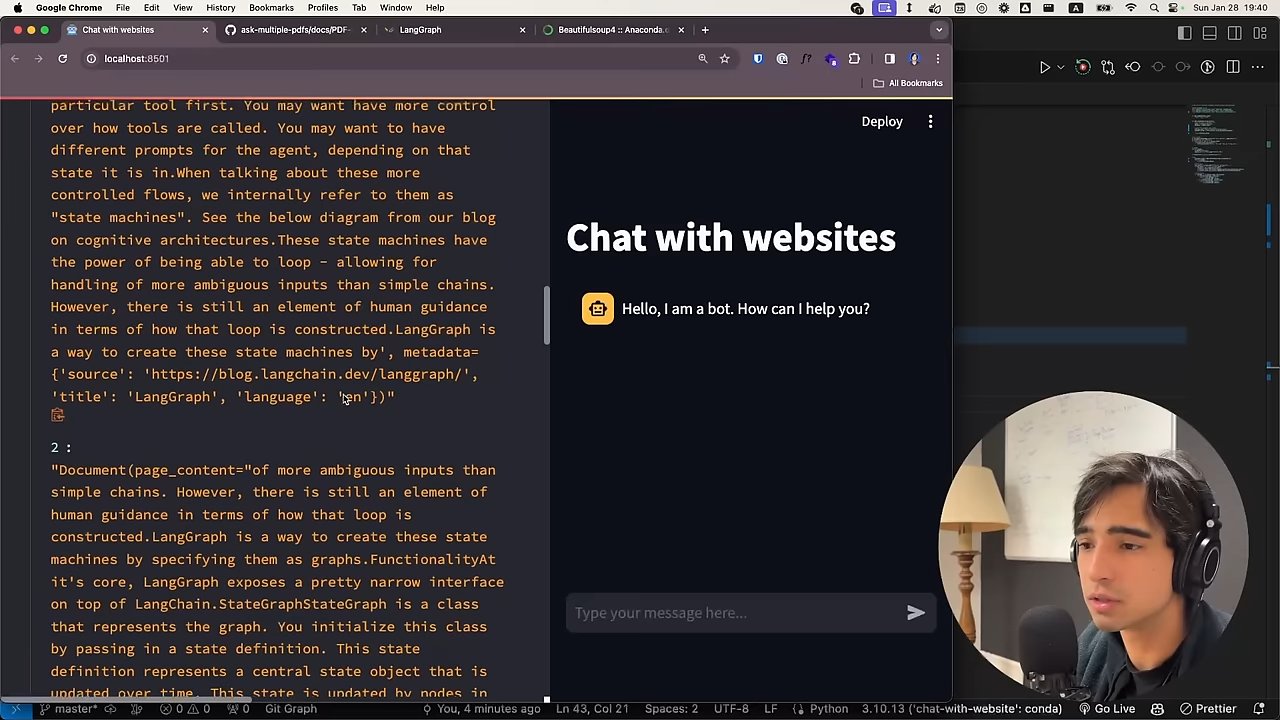 Google Chrome File Edit View History Bookmarks Profiles Tab Window Help Sun Jan 28 19:40
Chat with websites ask-multiple-pdfs/docs/PDF- LangGraph Beautifulsoup4 :: Anaconda.
localhost:8501
All Bookmarks
Deploy
particular tool first. You may want have more control
over how tools are called. You may want to have
different prompts for the agent, depending on that
state it is in.When talking about these more
controlled flows, we internally refer to them as
"state machines". See the below diagram from our blog
on cognitive architectures.These state machines have
the power of being able to loop - allowing for
handling of more ambiguous inputs than simple chains.
However, there is still an element of human guidance
in terms of how that loop is constructed.LangGraph is
a way to create these state machines by', metadata=
{'source': 'https://blog.langchain.dev/langgraph/',
'title': 'LangGraph', 'language': 'en'})"
2 :
"Document(page_content="of more ambiguous inputs than
simple chains. However, there is still an element of
human guidance in terms of how that loop is
constructed.LangGraph is a way to create these state
machines by specifying them as graphs.FunctionalityAt
it's core, LangGraph exposes a pretty narrow interface
on top of LangChain.StateGraphStateGraph is a class
that represents the graph. You initialize this class
by passing in a state definition. This state
definition represents a central state object that is
updated over time. This state is updated by nodes in
Chat with websites
Hello, I am a bot. How can I help you?
Type your message here...
master* 0 0 0 Git Graph You, 4 minutes ago Ln 43, Col 21 Spaces: 2 UTF-8 LF Python 3.10.13 ('chat-with-website': conda) Go Live Prettier